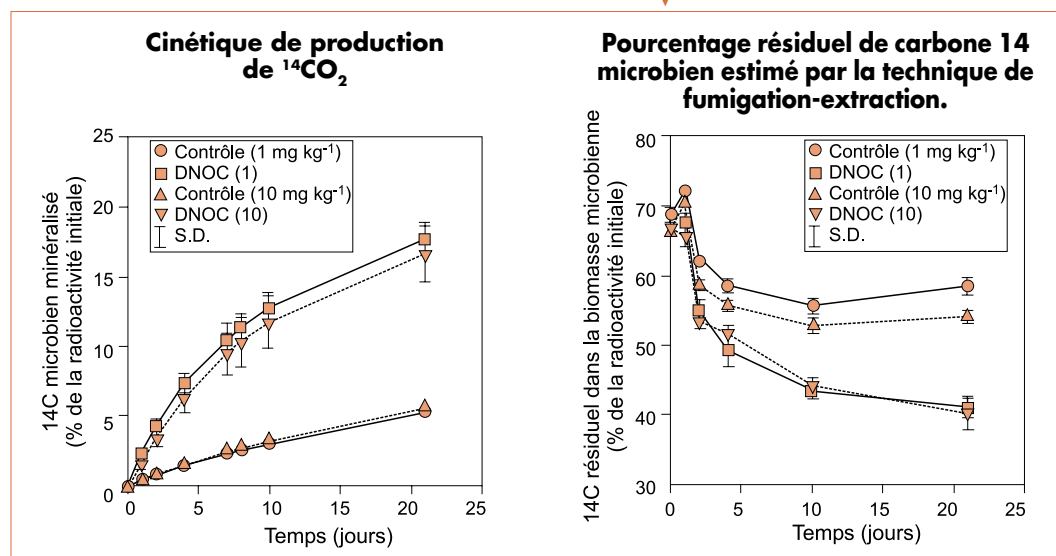 Cinétique de production
de ¹⁴CO₂
25
20
15
10
5
0
0
5
10
15
20
25
14C microbien minéralisé
(% de la radioactivité initiale)
Temps (jours)
Contrôle (1 mg kg⁻¹)
DNOC (1)
Contrôle (10 mg kg⁻¹)
DNOC (10)
S.D.
Pourcentage résiduel de carbone 14
microbien estimé par la technique de
fumigation-extraction.
80
70
60
50
40
30
0
5
10
15
20
25
14C résiduel dans la biomasse microbienne
(% de la radioactivité initiale)
Temps (jours)
Contrôle (1 mg kg⁻¹)
DNOC (1)
Contrôle (10 mg kg⁻¹)
DNOC (10)
S.D.